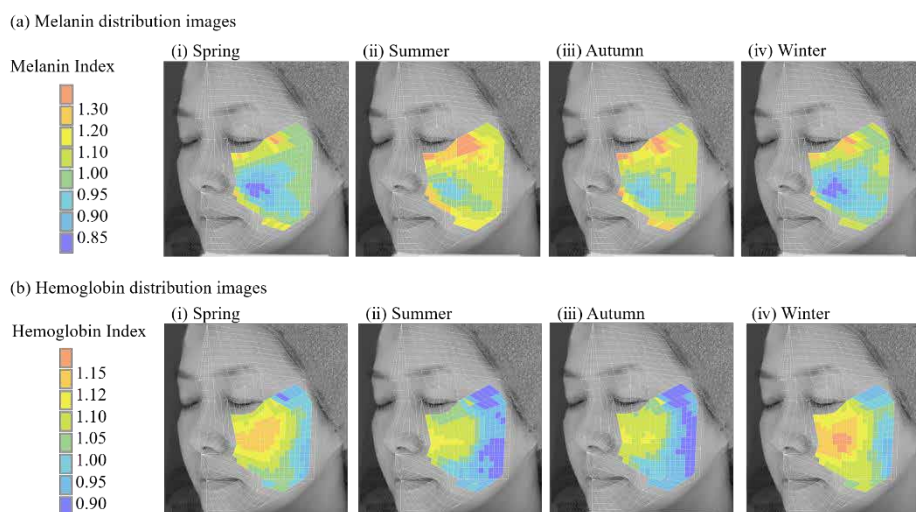 (a) Melanin distribution images
(i) Spring
(ii) Summer
(iii) Autumn
(iv) Winter
Melanin Index
1.30
1.20
1.10
1.00
0.95
0.90
0.85
(b) Hemoglobin distribution images
(i) Spring
(ii) Summer
(iii) Autumn
(iv) Winter
Hemoglobin Index
1.15
1.12
1.10
1.05
1.00
0.95
0.90